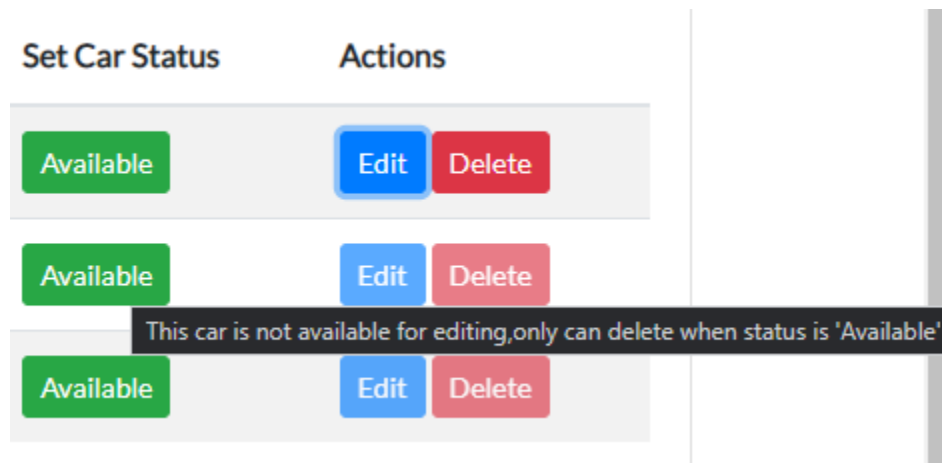 Set Car Status Actions
Available Edit Delete
Available Edit Delete
This car is not available for editing,only can delete when status is 'Available'
Available Edit Delete